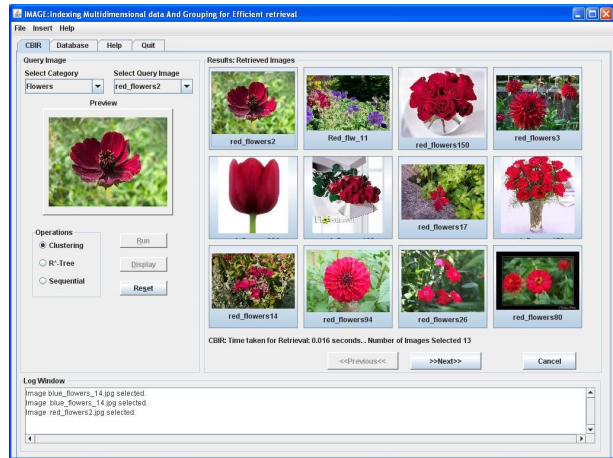 IMAGE:Indexing Multidimensional data And Grouping for Efficient retrieval
File Insert Help
CBIR Database Help Quit
Query Image
Select Category Select Query Image
Flowers red_flowers2
Preview
Operations
Clustering
R*-Tree
Sequential
Run
Display
Reset
Results: Retrieved Images
red_flowers2 Red_flw_11 red_flowers150 red_flowers3
red_flowers17
red_flowers14 red_flowers94 red_flowers26 red_flowers80
CBIR: Time taken for Retrieval: 0.016 seconds. . Number of Images Selected 13
<<Previous<< >>Next>> Cancel
Log Window
Image blue_flowers_14.jpg selected.
Image blue_flowers_14.jpg selected.
Image red_flowers2.jpg selected.